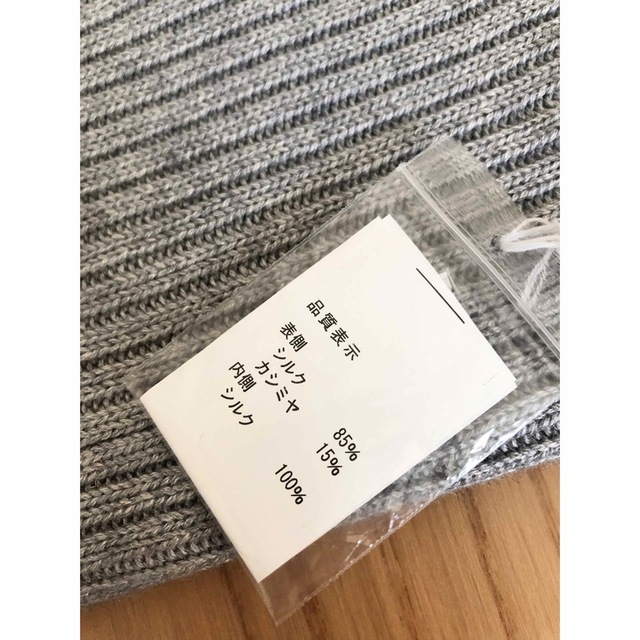 品質表示
表側
シルク 85%
カシミヤ 15%
内側
シルク 100%